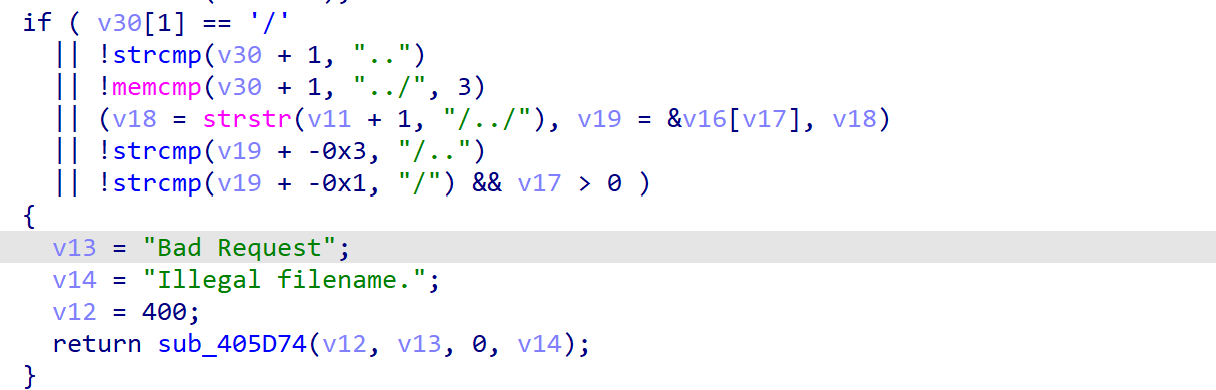 if ( v30[1] == '/'
|| !strcmp(v30 + 1, "..")
|| !memcmp(v30 + 1, "../", 3)
|| (v18 = strstr(v11 + 1, "/../"), v19 = &v16[v17], v18)
|| !strcmp(v19 + -0x3, "/..")
|| !strcmp(v19 + -0x1, "/") && v17 > 0 )
{
v13 = "Bad Request";
v14 = "Illegal filename.";
v12 = 400;
return sub_405D74(v12, v13, 0, v14);
}